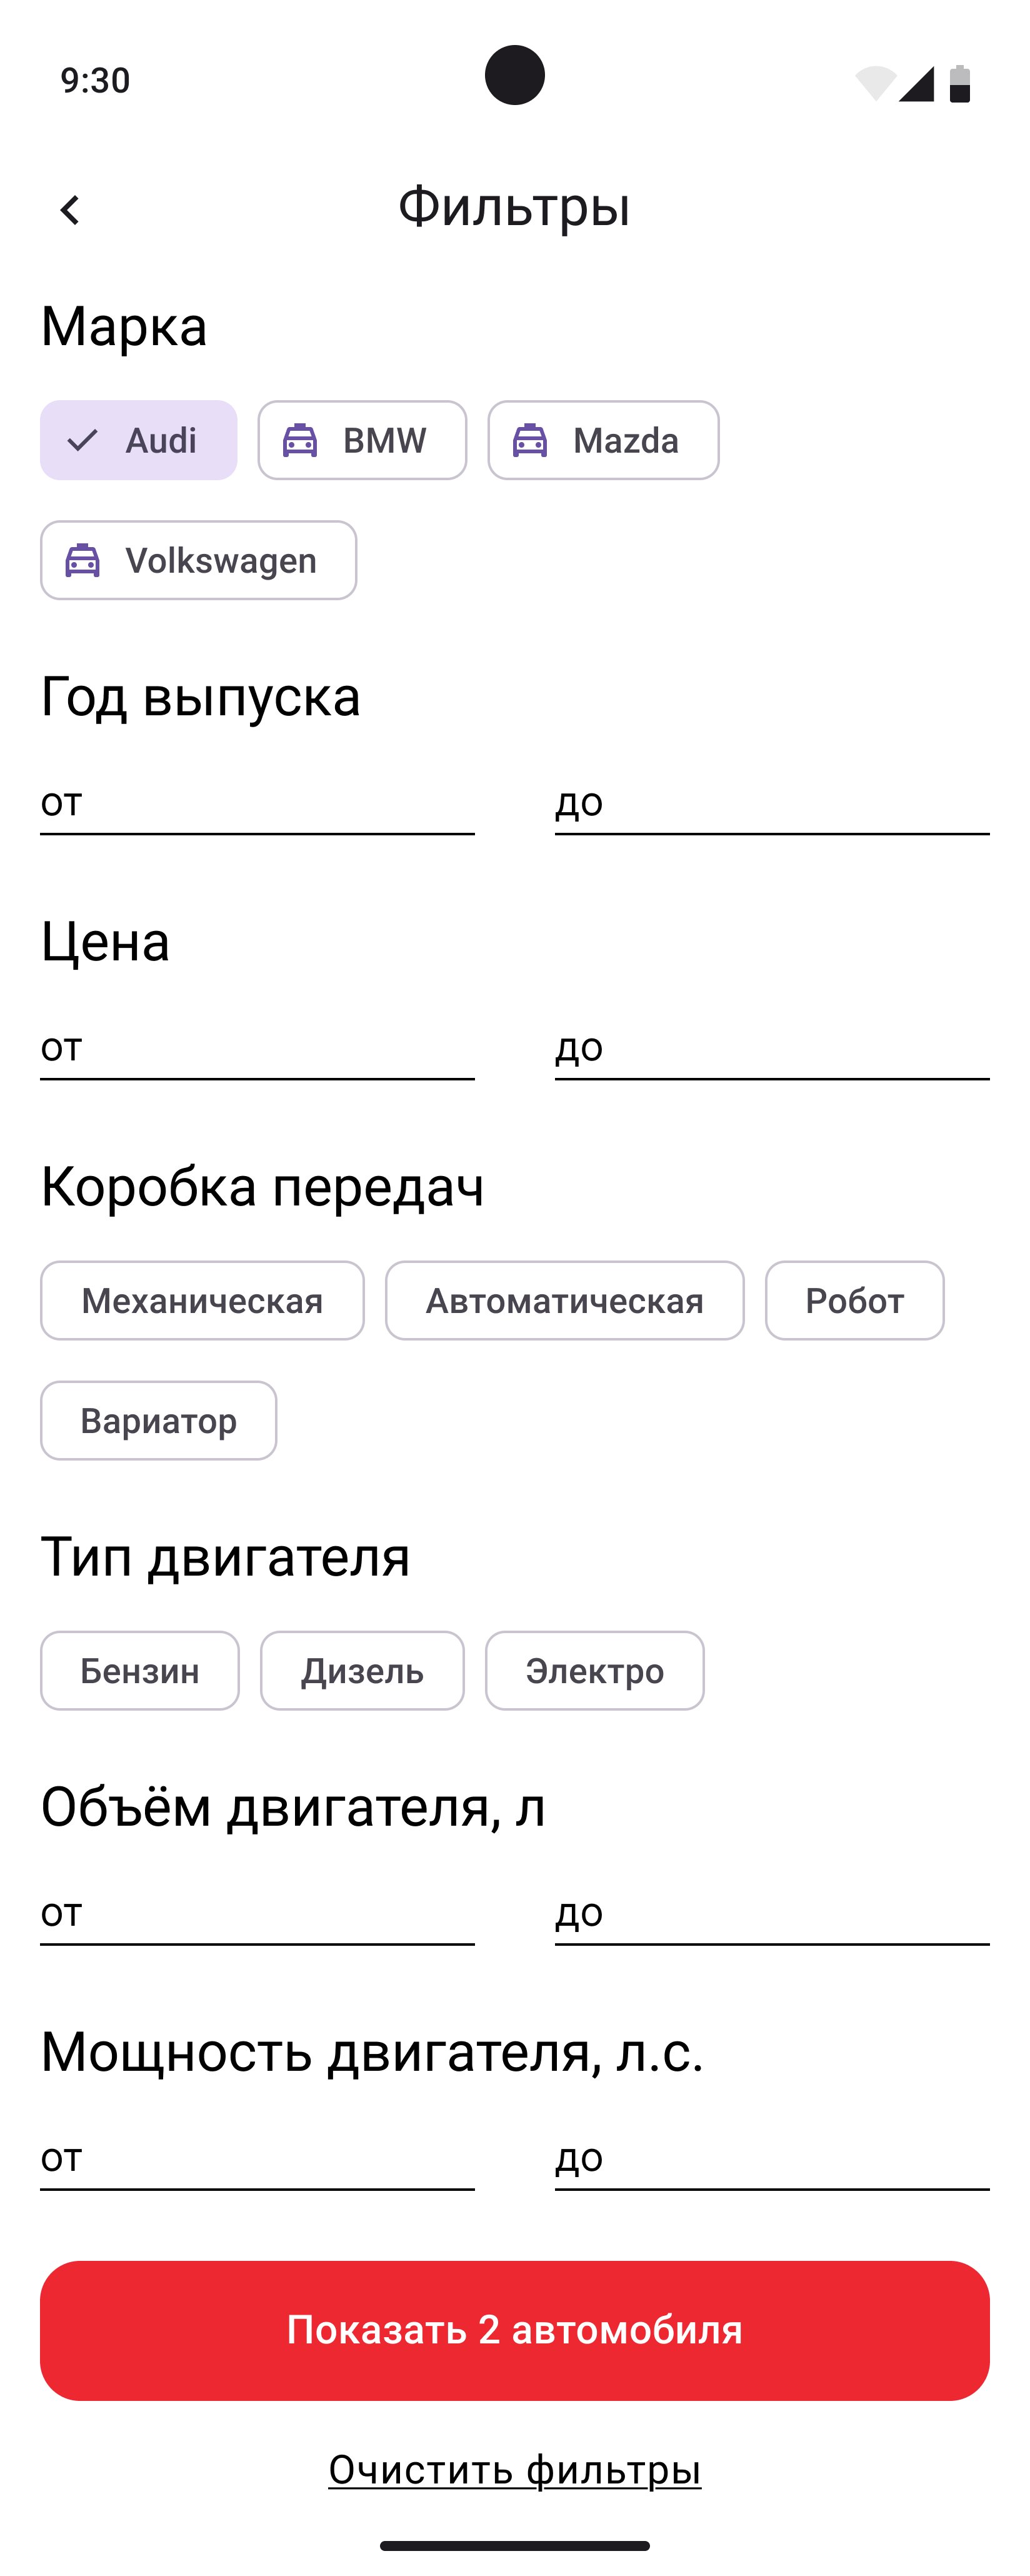 9:30
Фильтры
Марка
Audi BMW Mazda
Volkswagen
Год выпуска
от до
Цена
от до
Коробка передач
Механическая Автоматическая Робот
Вариатор
Тип двигателя
Бензин Дизель Электро
Объём двигателя, л
от до
Мощность двигателя, л.с.
от до
Показать 2 автомобиля
Очистить фильтры